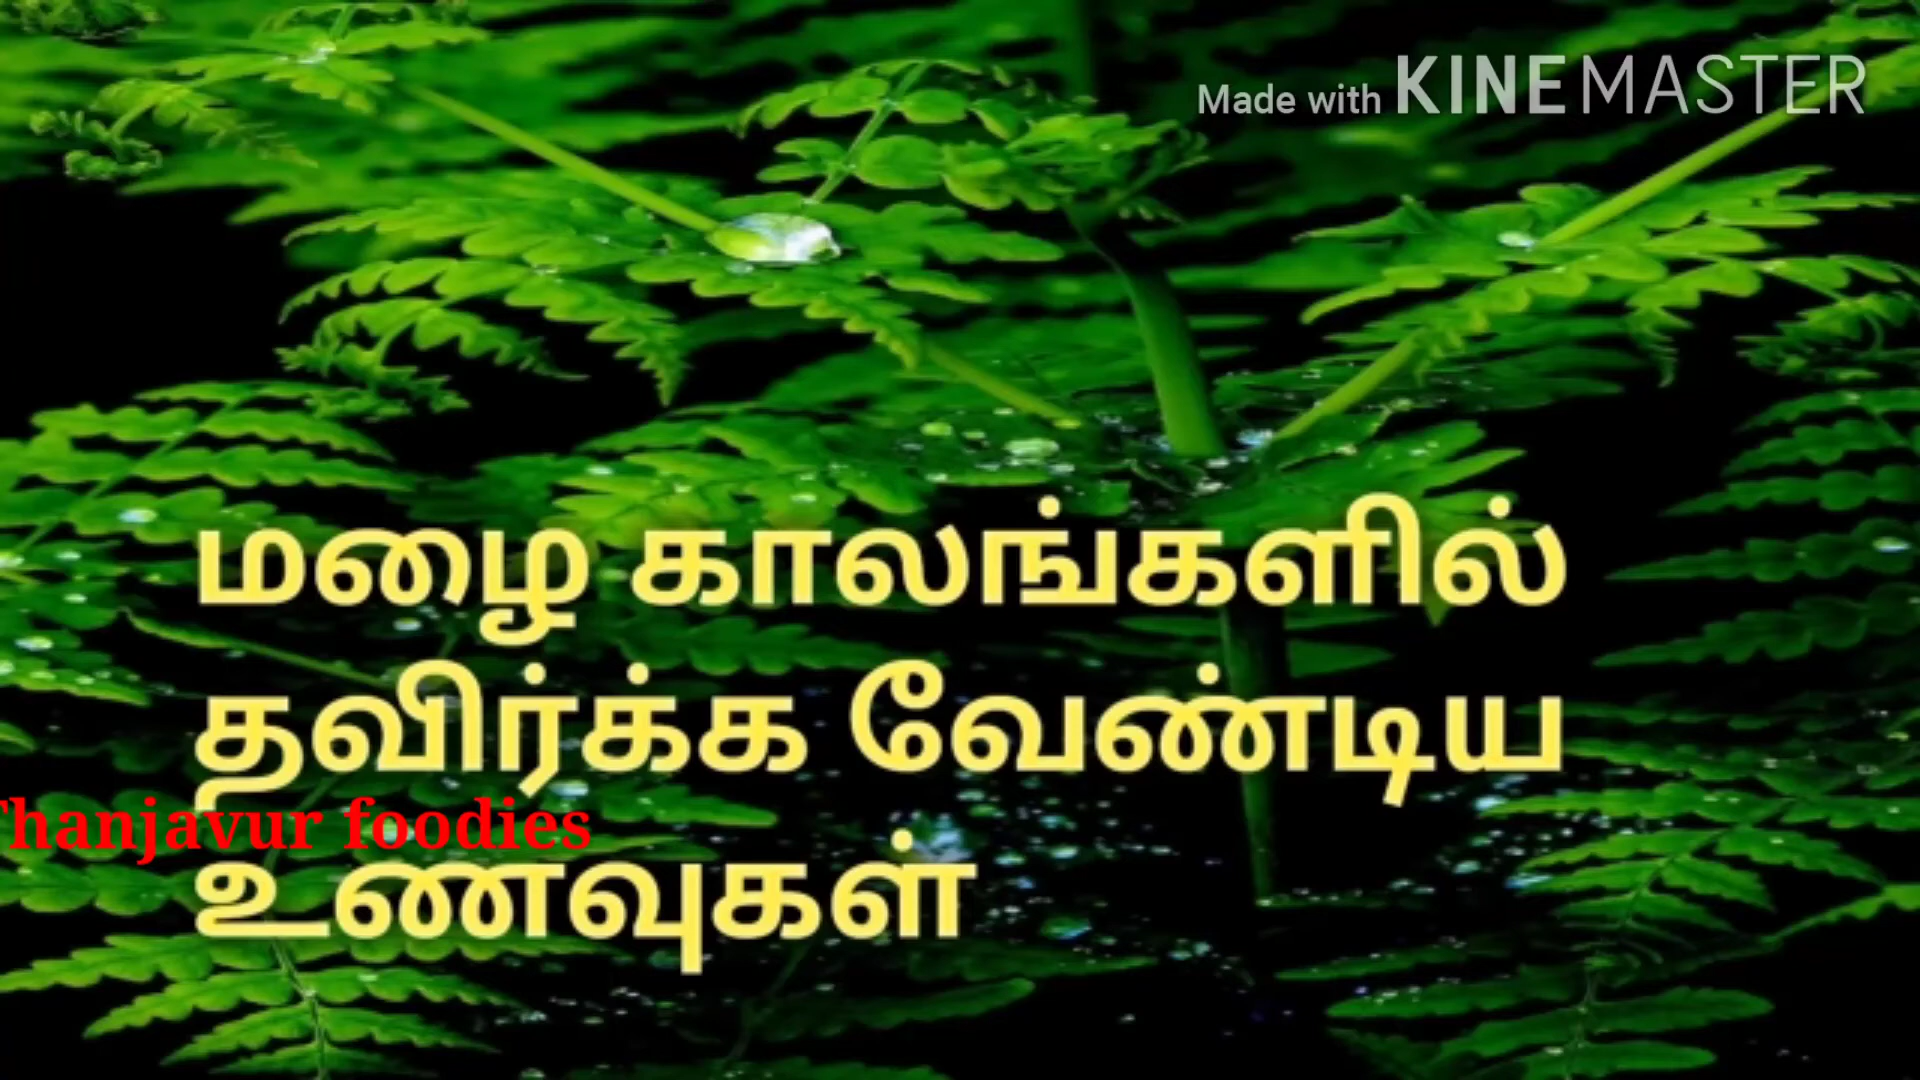 Made with KINEMASTER
மழை காலங்களில்
தவிர்க்க வேண்டிய
Thanjavur foodies
உணவுகள்